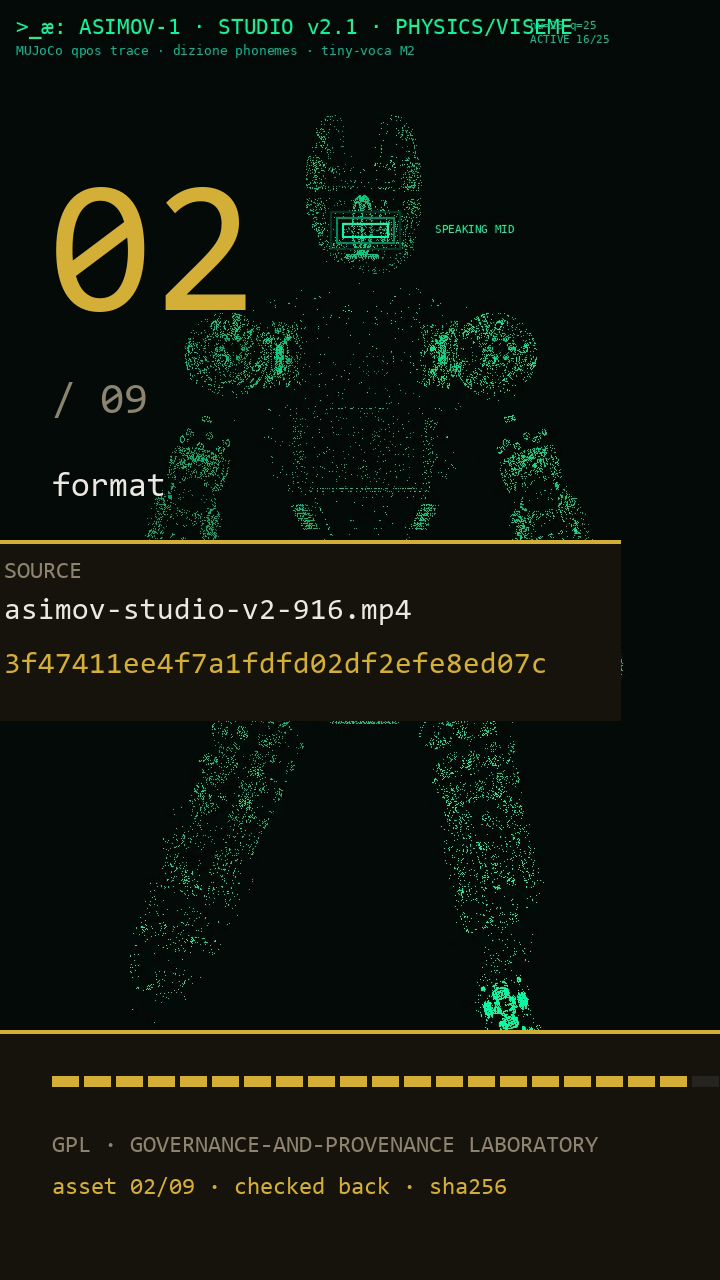 >_æ: ASIMOV-1 · STUDIO v2.1 · PHYSICS/VISEME
q=25
MUJoCo qpos trace · dizione phonemes · tiny-voca M2
ACTIVE 16/25
SPEAKING MID
02
/ 09
format
SOURCE
asimov-studio-v2-916.mp4
3f47411ee4f7a1fdfd02df2efe8ed07c
GPL · GOVERNANCE-AND-PROVENANCE LABORATORY
asset 02/09 · checked back · sha256